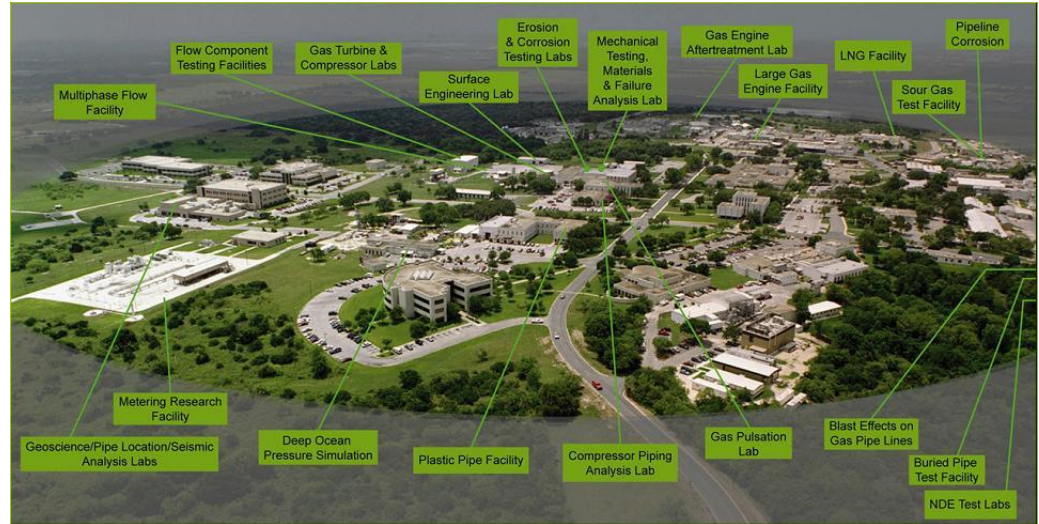 Flow Component
Testing Facilities
Gas Turbine &
Compressor Labs
Erosion
& Corrosion
Testing Labs
Mechanical
Testing,
Materials
& Failure
Analysis Lab
Gas Engine
Aftertreatment Lab
Pipeline
Corrosion
LNG Facility
Large Gas
Engine Facility
Surface
Engineering Lab
Multiphase Flow
Facility
Sour Gas
Test Facility
Metering Research
Facility
Geoscience/Pipe Location/Seismic
Analysis Labs
Deep Ocean
Pressure Simulation
Plastic Pipe Facility
Compressor Piping
Analysis Lab
Gas Pulsation
Lab
Blast Effects on
Gas Pipe Lines
Buried Pipe
Test Facility
NDE Test Labs